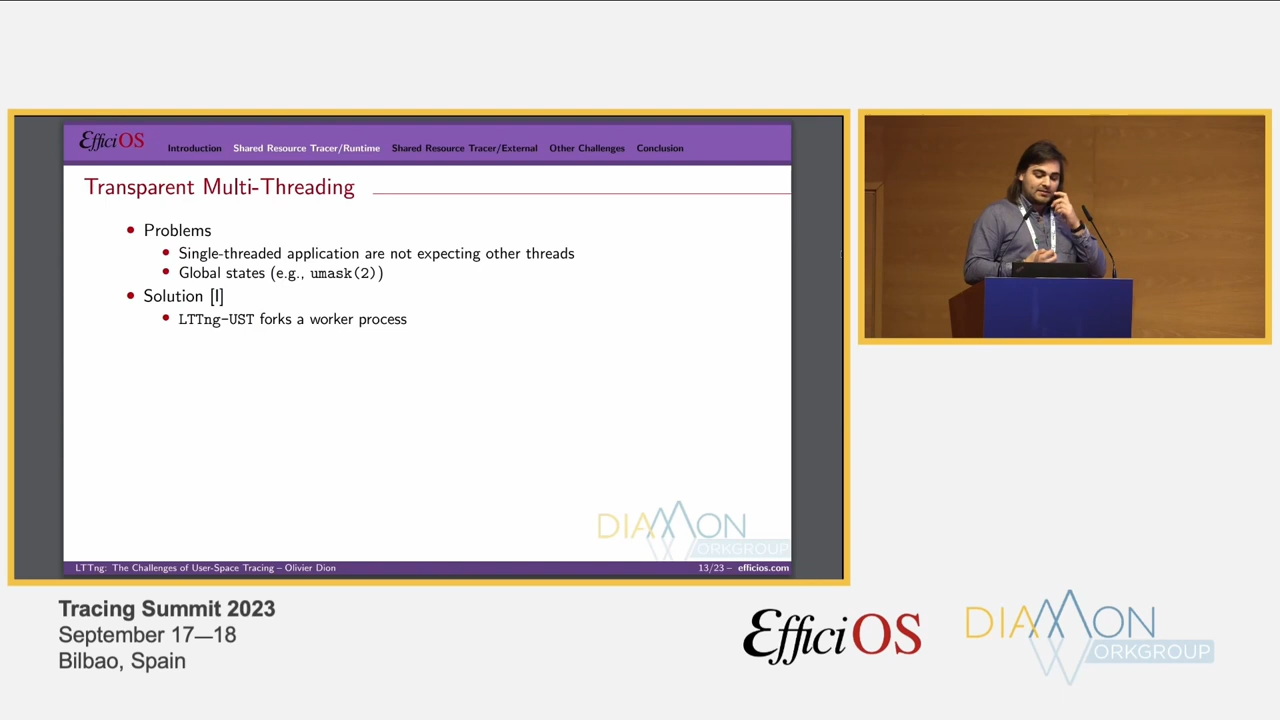 EfficiOS
Introduction Shared Resource Tracer/Runtime Shared Resource Tracer/External Other Challenges Conclusion
Transparent Multi-Threading
Problems
Single-threaded application are not expecting other threads
Global states (e.g., umask(2))
Solution [I]
LTTng-UST forks a worker process
DIAMON
WORKGROUP
LTTng: The Challenges of User-Space Tracing – Olivier Dion
13/23 – efficios.com
Tracing Summit 2023
September 17—18
Bilbao, Spain
EfficiOS
DIAMON
WORKGROUP